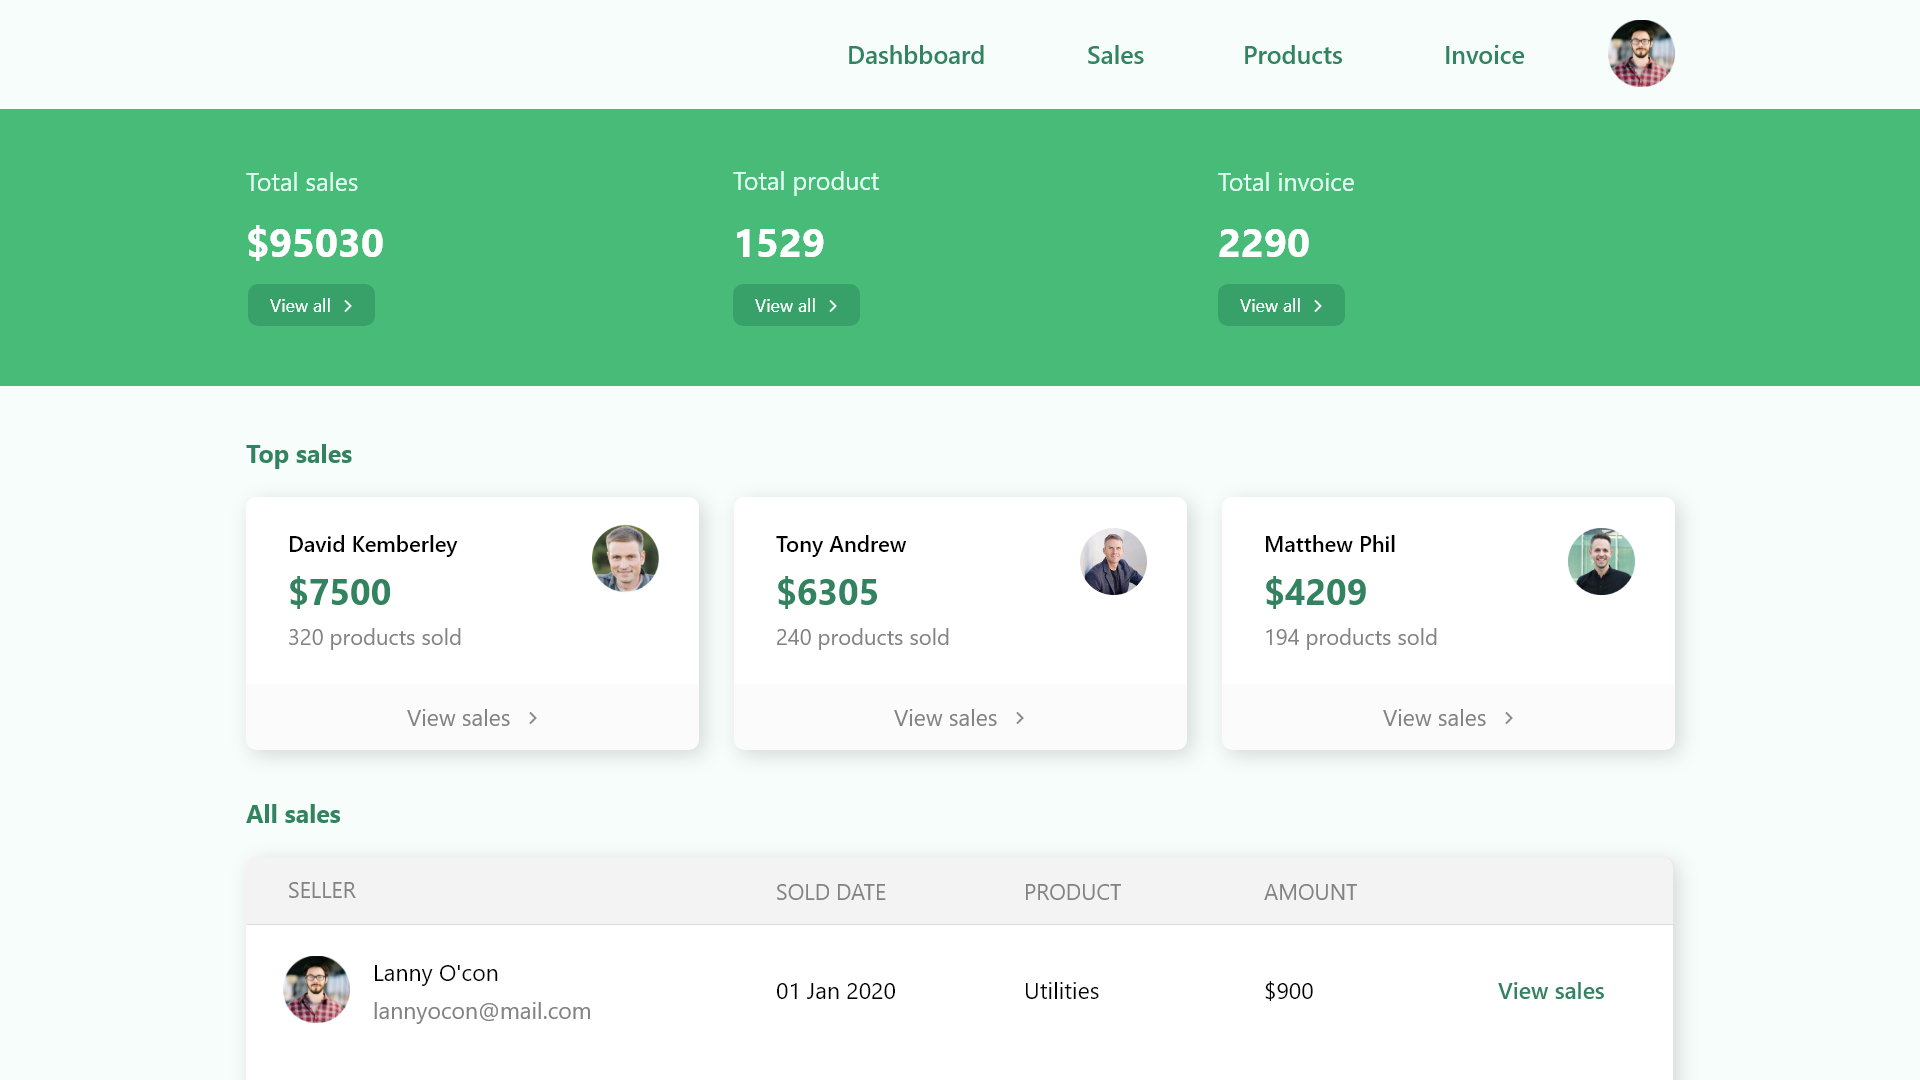 Dashbboard Sales Products Invoice
Total sales Total product Total invoice
$95030 1529 2290
View all View all View all
Top sales
David Kemberley Tony Andrew Matthew Phil
$7500 $6305 $4209
320 products sold 240 products sold 194 products sold
View sales View sales View sales
All sales
SELLER SOLD DATE PRODUCT AMOUNT
Lanny O'con
01 Jan 2020 Utilities $900 View sales
lannyocon@mail.com